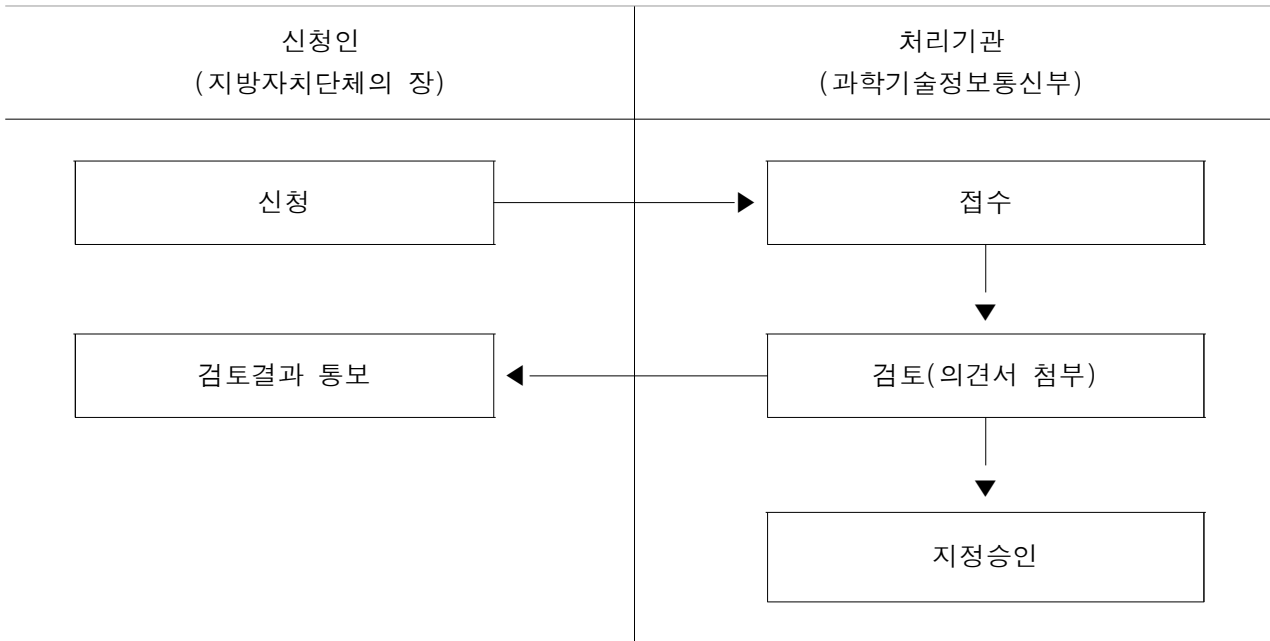 신청인
(지방자치단체의 장)
처리기관
(과학기술정보통신부)
신청
접수
검토결과 통보
검토(의견서 첨부)
지정승인